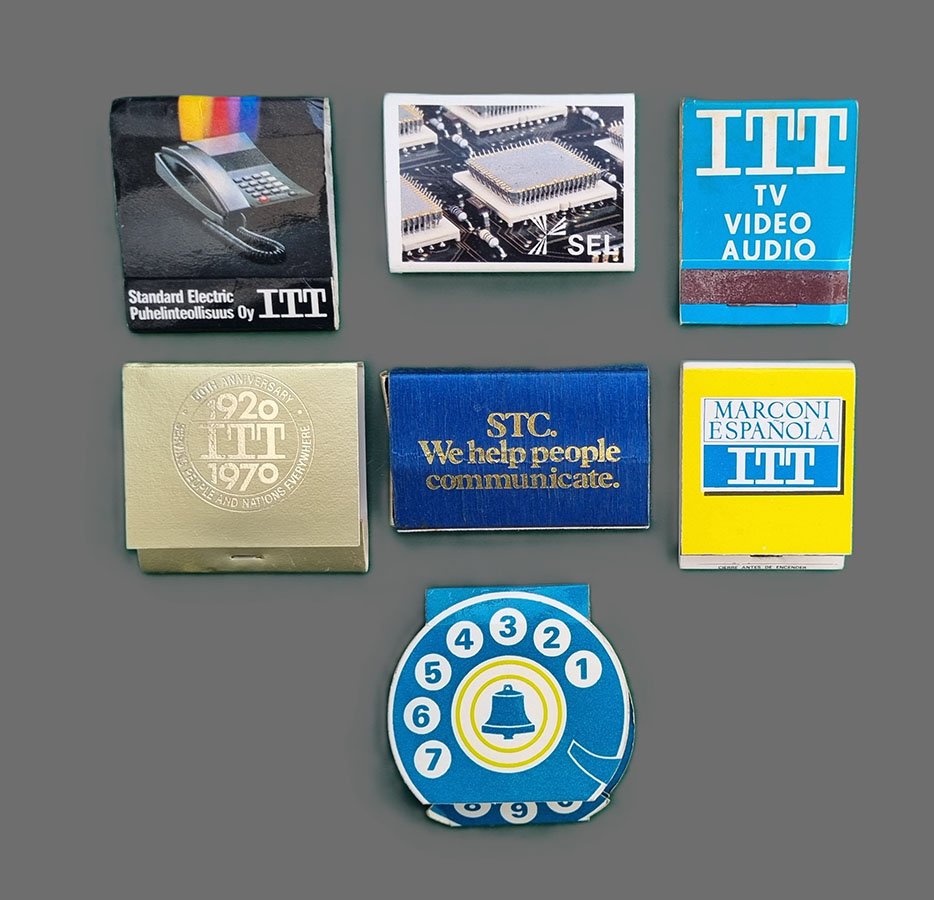 Standard Electric
Puhelinteollisuus Oy ITT
SEL
ITT
TV
VIDEO
AUDIO
50TH ANNIVERSARY
1920
ITT
1970
SERVING PEOPLE AND NATIONS EVERYWHERE
STC.
We help people
communicate.
MARCONI
ESPAÑOLA
ITT
CIERRE ANTES DE ENCENDER
3
4 2
5 1
6
7
8 9 0